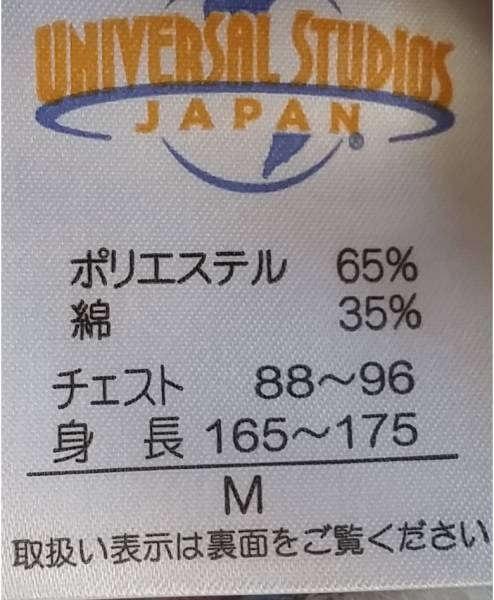 UNIVERSAL STUDIOS
JAPAN®
ポリエステル 65%
綿 35%
チェスト 88～96
身 長 165～175
M
取扱い表示は裏面をご覧ください